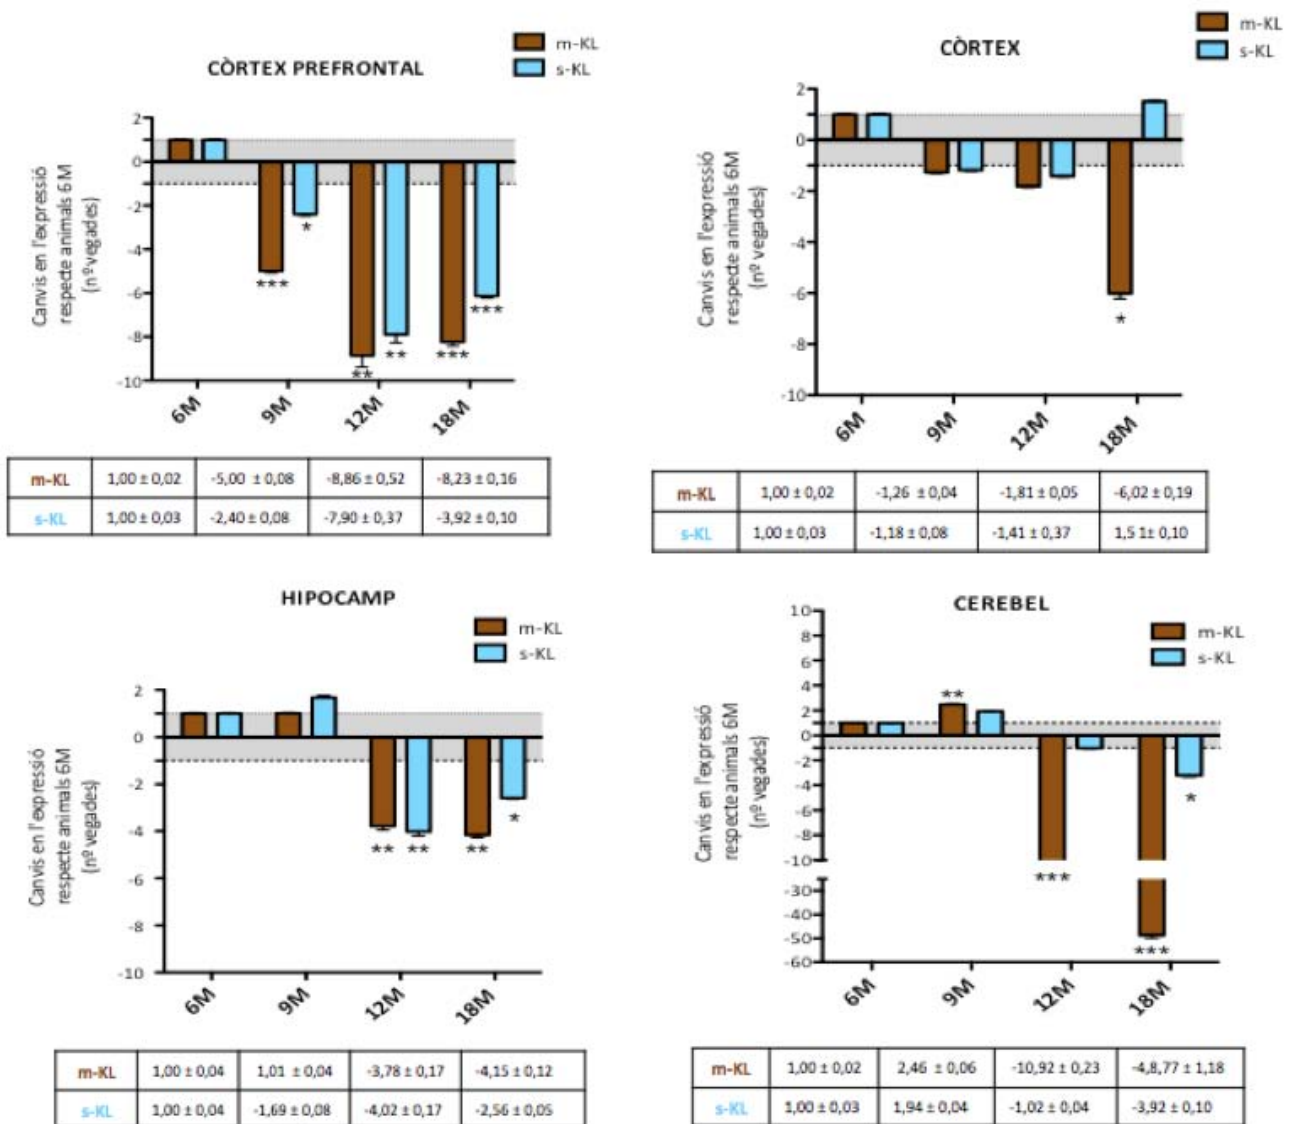 CÒRTEX PREFRONTAL
m-KL
s-KL
Canvis en l'expressió
respecte animals 6M
(nº vegades)
2
0
-2
-4
-6
-8
-10
*
***
**
**
***
***
6M 9M 12M 18M
m-KL 1,00 ± 0,02 -5,00 ± 0,08 -8,86 ± 0,52 -8,23 ± 0,16
s-KL 1,00 ± 0,03 -2,40 ± 0,08 -7,90 ± 0,37 -3,92 ± 0,10
CÒRTEX
m-KL
s-KL
Canvis en l'expressió
respecte animals 6M
(nº vegades)
2
0
-2
-4
-6
-8
-10
*
6M 9M 12M 18M
m-KL 1,00 ± 0,02 -1,26 ± 0,04 -1,81 ± 0,05 -6,02 ± 0,19
s-KL 1,00 ± 0,03 -1,18 ± 0,08 -1,41 ± 0,37 1,5 1± 0,10
HIPOCAMP
m-KL
s-KL
Canvis en l'expressió
respecte animals 6M
(nº vegades)
2
0
-2
-4
-6
-8
-10
*
** ** **
6M 9M 12M 18M
m-KL 1,00 ± 0,04 1,01 ± 0,04 -3,78 ± 0,17 -4,15 ± 0,12
s-KL 1,00 ± 0,04 -1,69 ± 0,08 -4,02 ± 0,17 -2,56 ± 0,05
CEREBEL
m-KL
s-KL
Canvis en l'expressió
respecte animals 6M
(nº vegades)
10
8
6
4
2
0
-2
-4
-6
-8
-10
-30
-40
-50
-60
**
*
***
***
6M 9M 12M 18M
m-KL 1,00 ± 0,02 2,46 ± 0,06 -10,92 ± 0,23 -4,8,77 ± 1,18
s-KL 1,00 ± 0,03 1,94 ± 0,04 -1,02 ± 0,04 -3,92 ± 0,10